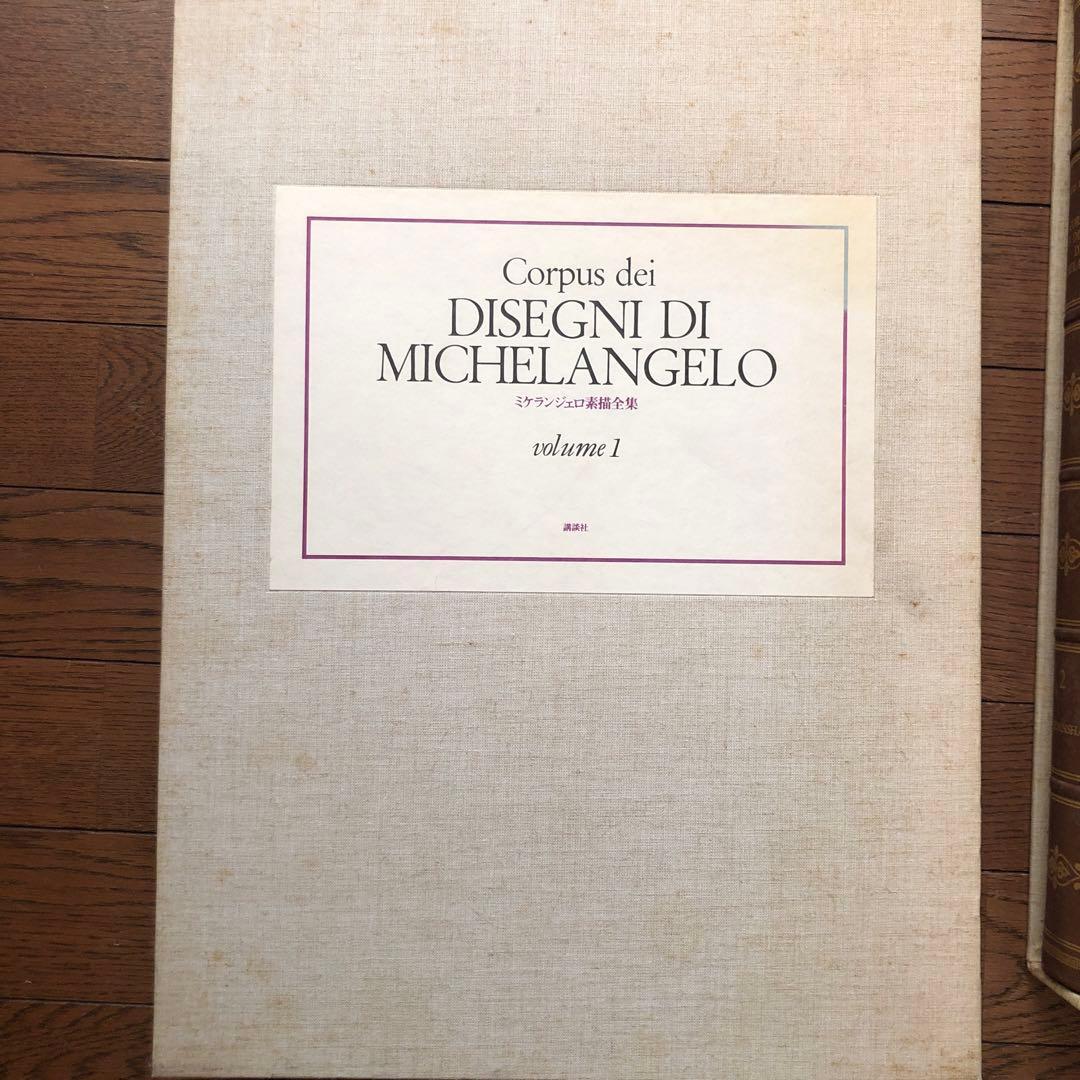 Corpus dei
DISEGNI DI
MICHELANGELO
ミケランジェロ素描全集
volume 1
講談社
2